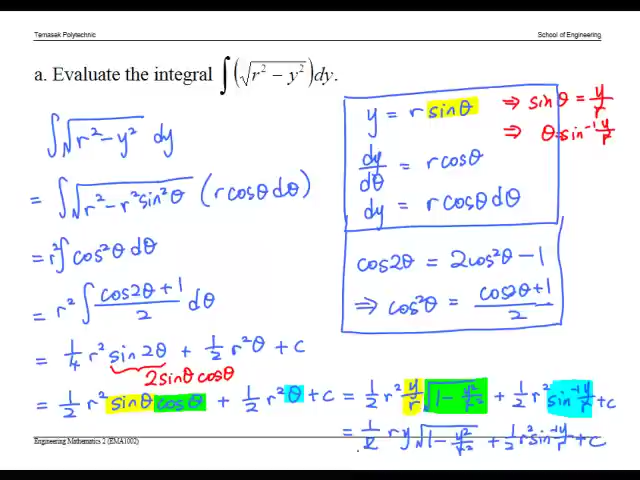 Temasek Polytechnic School of Engineering
a. Evaluate the integral ∫(√(r² − y²))dy.
∫√(r² − y²) dy
= ∫√(r² − r² sin²θ) (r cosθ dθ)
= r² ∫ cos²θ dθ
= r² ∫ (cos2θ + 1)/2 dθ
= 1/4 r² sin 2θ + 1/2 r² θ + c
2 sinθ cosθ
= 1/2 r² sinθ cosθ + 1/2 r² θ + c = 1/2 r² y/r √(1 − y²/r²) + 1/2 r² sin⁻¹ y/r + c
= 1/2 r y √(1 − y²/r²) + 1/2 r² sin⁻¹ y/r + c
y = r sinθ ⇒ sinθ = y/r
⇒ θ = sin⁻¹ y/r
dy/dθ = r cosθ
dy = r cosθ dθ
cos2θ = 2cos²θ − 1
⇒ cos²θ = (cos2θ + 1)/2
Engineering Mathematics 2 (EMA1002)